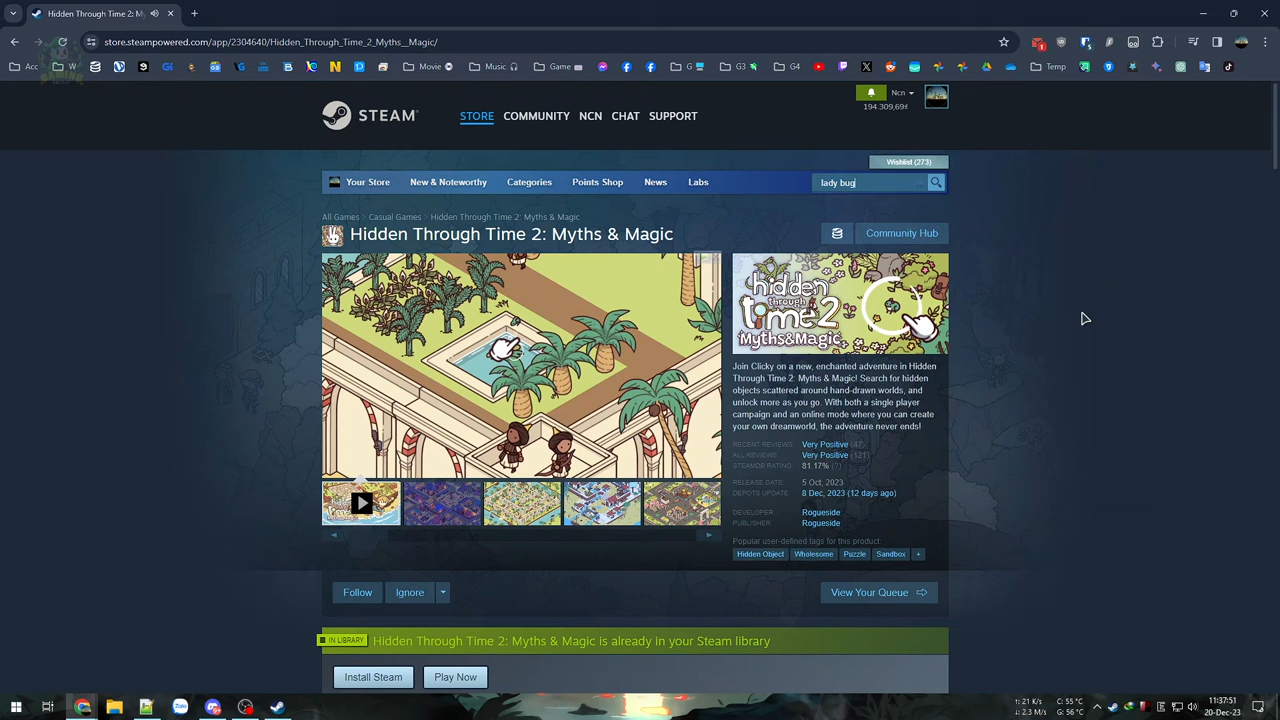 Hidden Through Time 2: My
store.steampowered.com/app/2304640/Hidden_Through_Time_2_Myths__Magic/
GAMING
Movie
Music
Game
G
G3
G4
Temp
Ncn
194.309,69₫
STEAM
STORE
COMMUNITY
NCN
CHAT
SUPPORT
Wishlist (273)
Your Store
New & Noteworthy
Categories
Points Shop
News
Labs
lady bug
All Games > Casual Games > Hidden Through Time 2: Myths & Magic
Hidden Through Time 2: Myths & Magic
Community Hub
hidden
through
time 2
Myths&Magic
Join Clicky on a new, enchanted adventure in Hidden
Through Time 2: Myths & Magic! Search for hidden
objects scattered around hand-drawn worlds, and
unlock more as you go. With both a single player
campaign and an online mode where you can create
your own dreamworld, the adventure never ends!
RECENT REVIEWS: Very Positive (47)
ALL REVIEWS: Very Positive (121)
STEAMDB RATING: 81.17% (?)
RELEASE DATE: 5 Oct, 2023
DEPOTS UPDATE: 8 Dec, 2023 (12 days ago)
DEVELOPER: Rogueside
PUBLISHER: Rogueside
Popular user-defined tags for this product:
Hidden Object
Wholesome
Puzzle
Sandbox
+
Follow
Ignore
View Your Queue
IN LIBRARY
Hidden Through Time 2: Myths & Magic is already in your Steam library
Install Steam
Play Now
Zalo
↑: 21 K/s
↓: 2.3 M/s
C: 55 °C
G: 56 °C
11:37:51
20-Dec-23